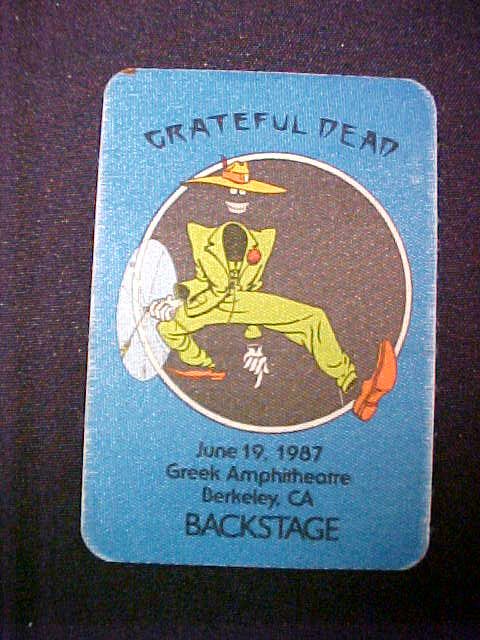 GRATEFUL DEAD
June 19, 1987
Greek Amphitheatre
Berkeley, CA
BACKSTAGE